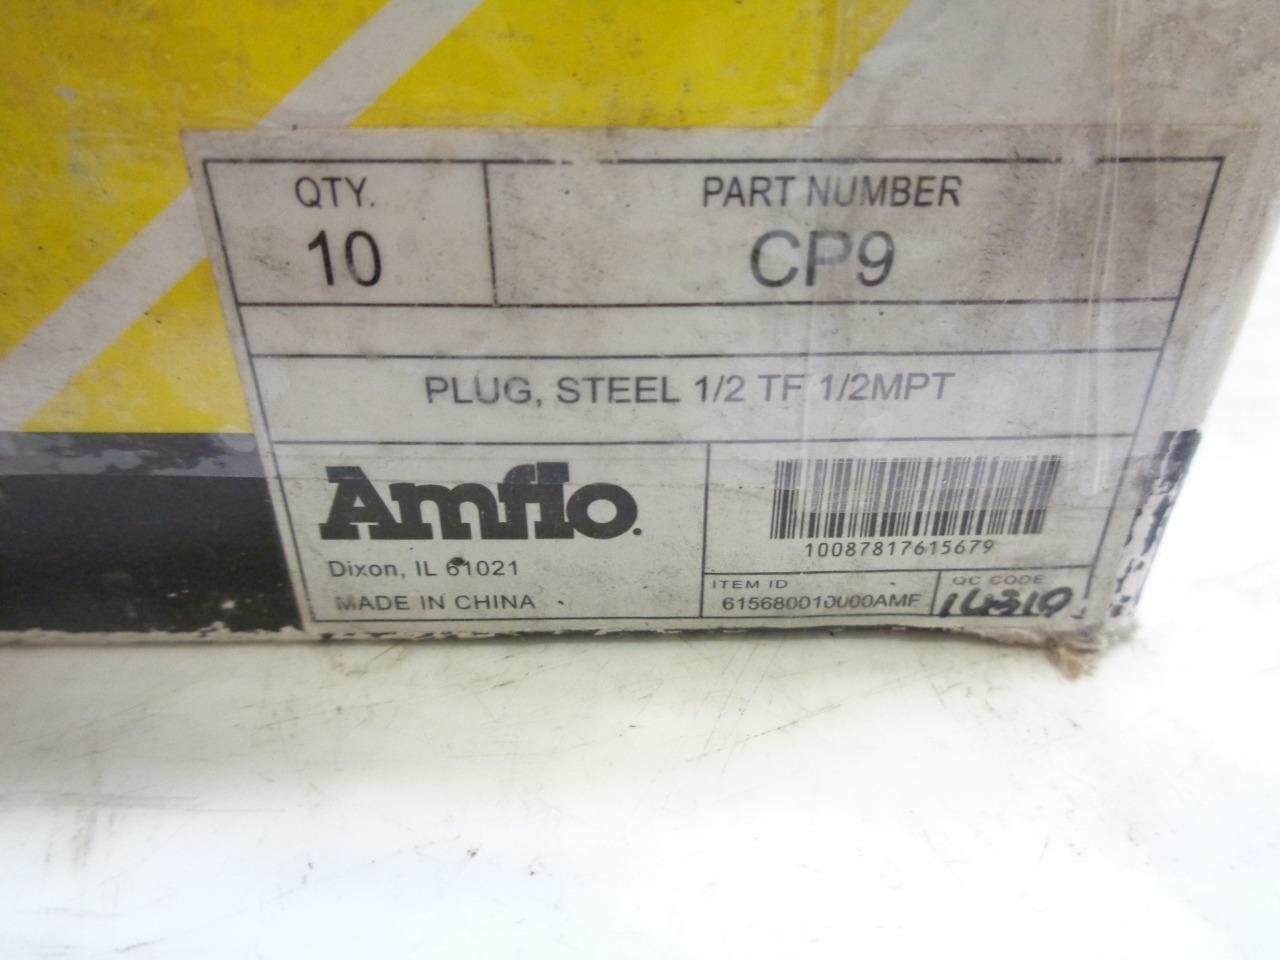 QTY.
10
PART NUMBER
CP9
PLUG, STEEL 1/2 TF 1/2MPT
Amflo.
Dixon, IL 61021
MADE IN CHINA
10087817615679
ITEM ID
615680010000AMF
QC CODE